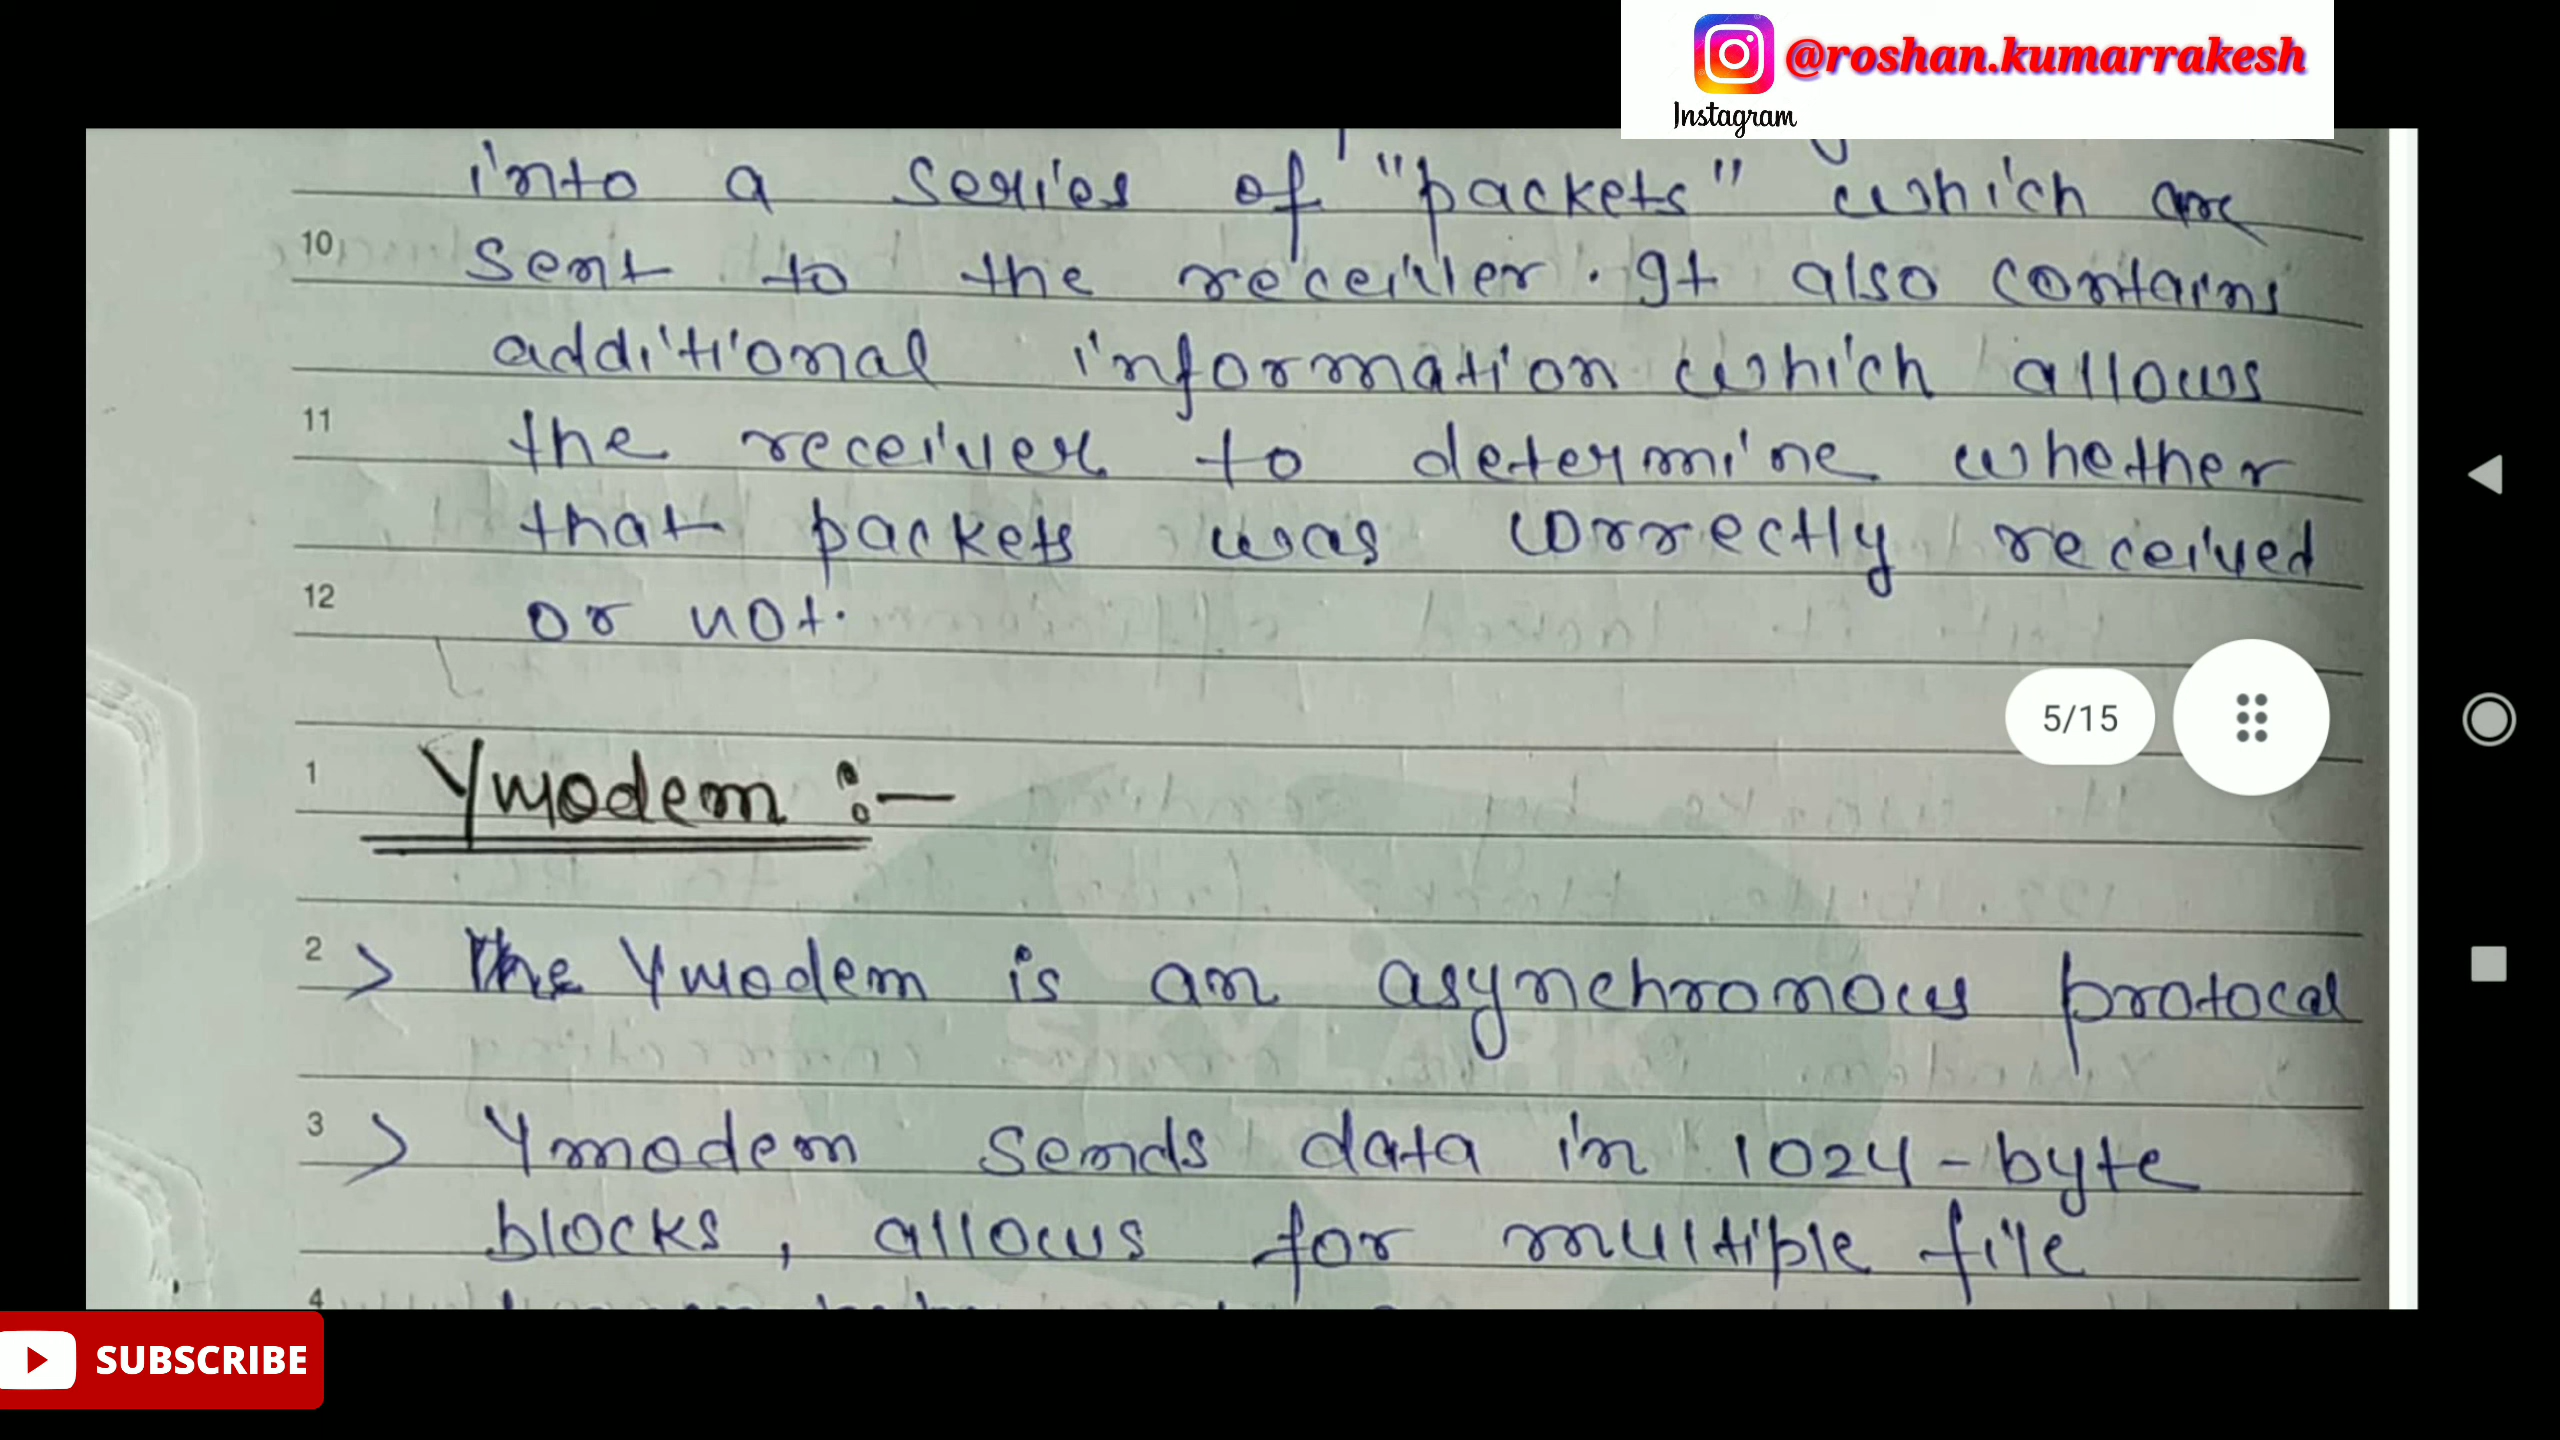 @roshan.kumarrakesh
Instagram
into a series of "packets" which are
10 sent to the receiver. It also contains
additional information which allows
11 the receiver to determine whether
that packets was correctly received
12 or not.
5/15
1 Ymodem :-
2 > The Ymodem is an asynchronous protocal
3 > Ymodem sends data in 1024-byte
blocks, allows for multiple file
4
SUBSCRIBE